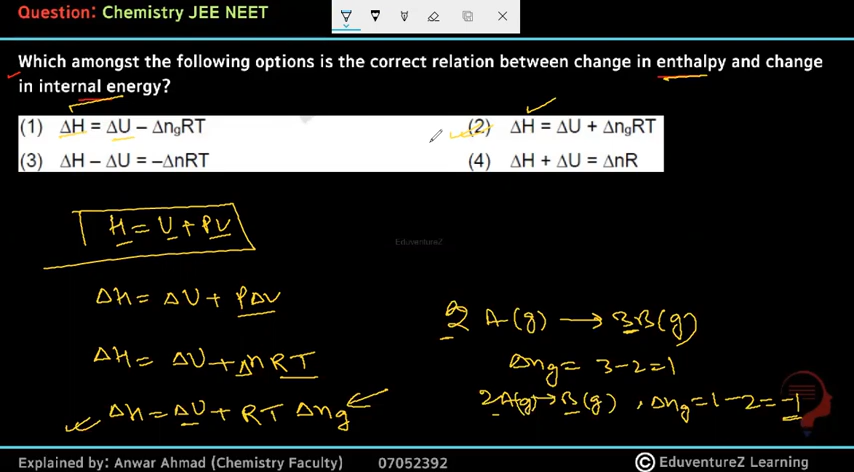 Question: Chemistry JEE NEET
Which amongst the following options is the correct relation between change in enthalpy and change
in internal energy?
(1) ΔH = ΔU – Δn₉RT (2) ΔH = ΔU + Δn₉RT
(3) ΔH – ΔU = –ΔnRT (4) ΔH + ΔU = ΔnR
H = U + PV
EduventureZ
ΔH = ΔU + PΔV
2 A(g) → 3B(g)
ΔH = ΔU + ΔnRT
Δng = 3-2=1
ΔH = ΔU + RT Δng
2A(g) → B(g), Δng = 1-2 = -1
Explained by: Anwar Ahmad (Chemistry Faculty) 07052392 © EduventureZ Learning